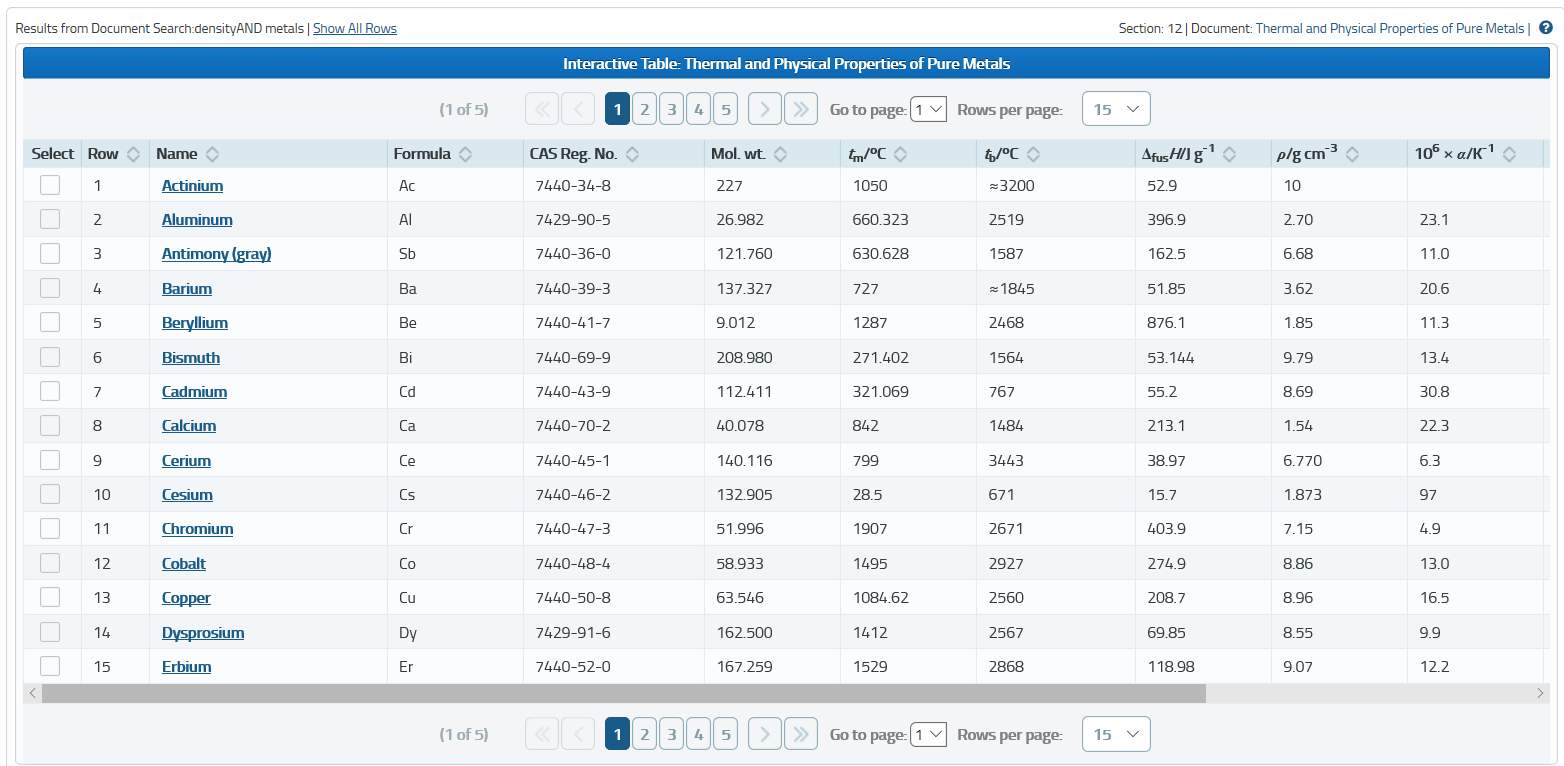 Results from Document Search:densityAND metals | Show All Rows Section: 12 | Document: Thermal and Physical Properties of Pure Metals |
Interactive Table: Thermal and Physical Properties of Pure Metals
(1 of 5) 1 2 3 4 5 Go to page: 1 Rows per page: 15
Select Row Name Formula CAS Reg. No. Mol. wt. tm/°C tb/°C ΔfusH/J g⁻¹ ρ/g cm⁻³ 10⁶ × α/K⁻¹
1 Actinium Ac 7440-34-8 227 1050 ≈3200 52.9 10
2 Aluminum Al 7429-90-5 26.982 660.323 2519 396.9 2.70 23.1
3 Antimony (gray) Sb 7440-36-0 121.760 630.628 1587 162.5 6.68 11.0
4 Barium Ba 7440-39-3 137.327 727 ≈1845 51.85 3.62 20.6
5 Beryllium Be 7440-41-7 9.012 1287 2468 876.1 1.85 11.3
6 Bismuth Bi 7440-69-9 208.980 271.402 1564 53.144 9.79 13.4
7 Cadmium Cd 7440-43-9 112.411 321.069 767 55.2 8.69 30.8
8 Calcium Ca 7440-70-2 40.078 842 1484 213.1 1.54 22.3
9 Cerium Ce 7440-45-1 140.116 799 3443 38.97 6.770 6.3
10 Cesium Cs 7440-46-2 132.905 28.5 671 15.7 1.873 97
11 Chromium Cr 7440-47-3 51.996 1907 2671 403.9 7.15 4.9
12 Cobalt Co 7440-48-4 58.933 1495 2927 274.9 8.86 13.0
13 Copper Cu 7440-50-8 63.546 1084.62 2560 208.7 8.96 16.5
14 Dysprosium Dy 7429-91-6 162.500 1412 2567 69.85 8.55 9.9
15 Erbium Er 7440-52-0 167.259 1529 2868 118.98 9.07 12.2
(1 of 5) 1 2 3 4 5 Go to page: 1 Rows per page: 15